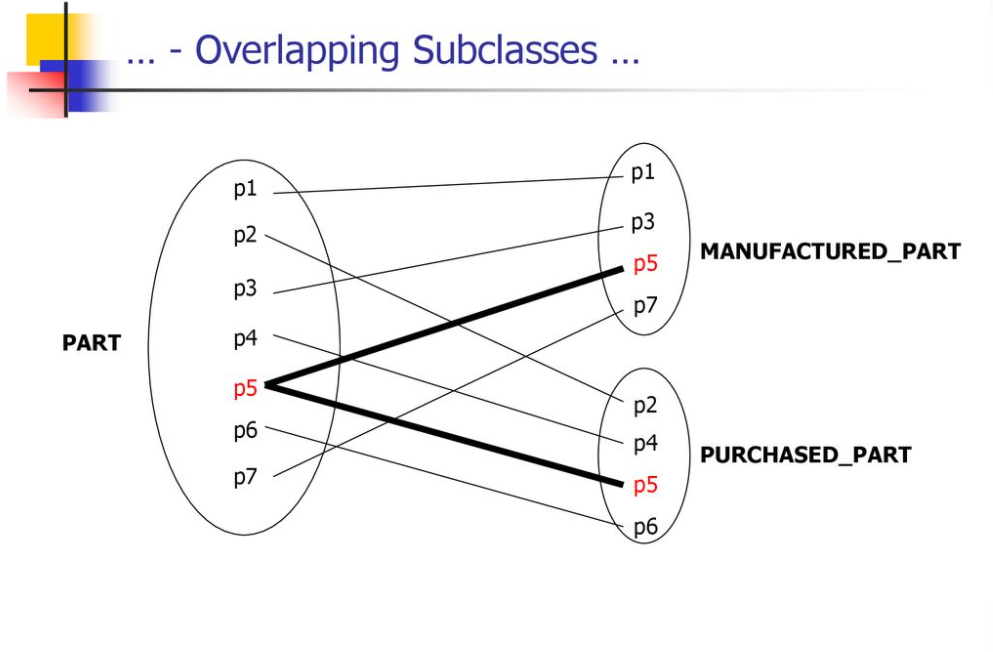 ... - Overlapping Subclasses ...
PART
p1
p2
p3
p4
p5
p6
p7
p1
p3
p5
p7
MANUFACTURED_PART
p2
p4
p5
p6
PURCHASED_PART